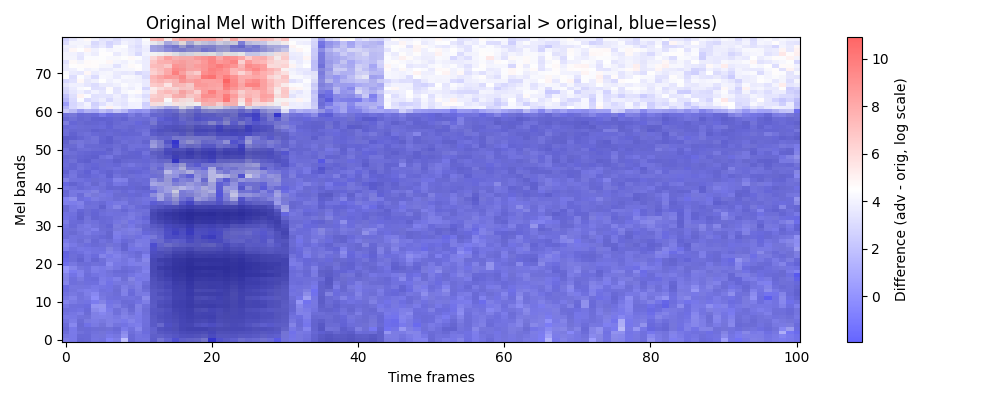 Original Mel with Differences (red=adversarial > original, blue=less)
70
60
50
40
30
20
10
0
Mel bands
0 20 40 60 80 100
Time frames
10
8
6
4
2
0
Difference (adv - orig, log scale)